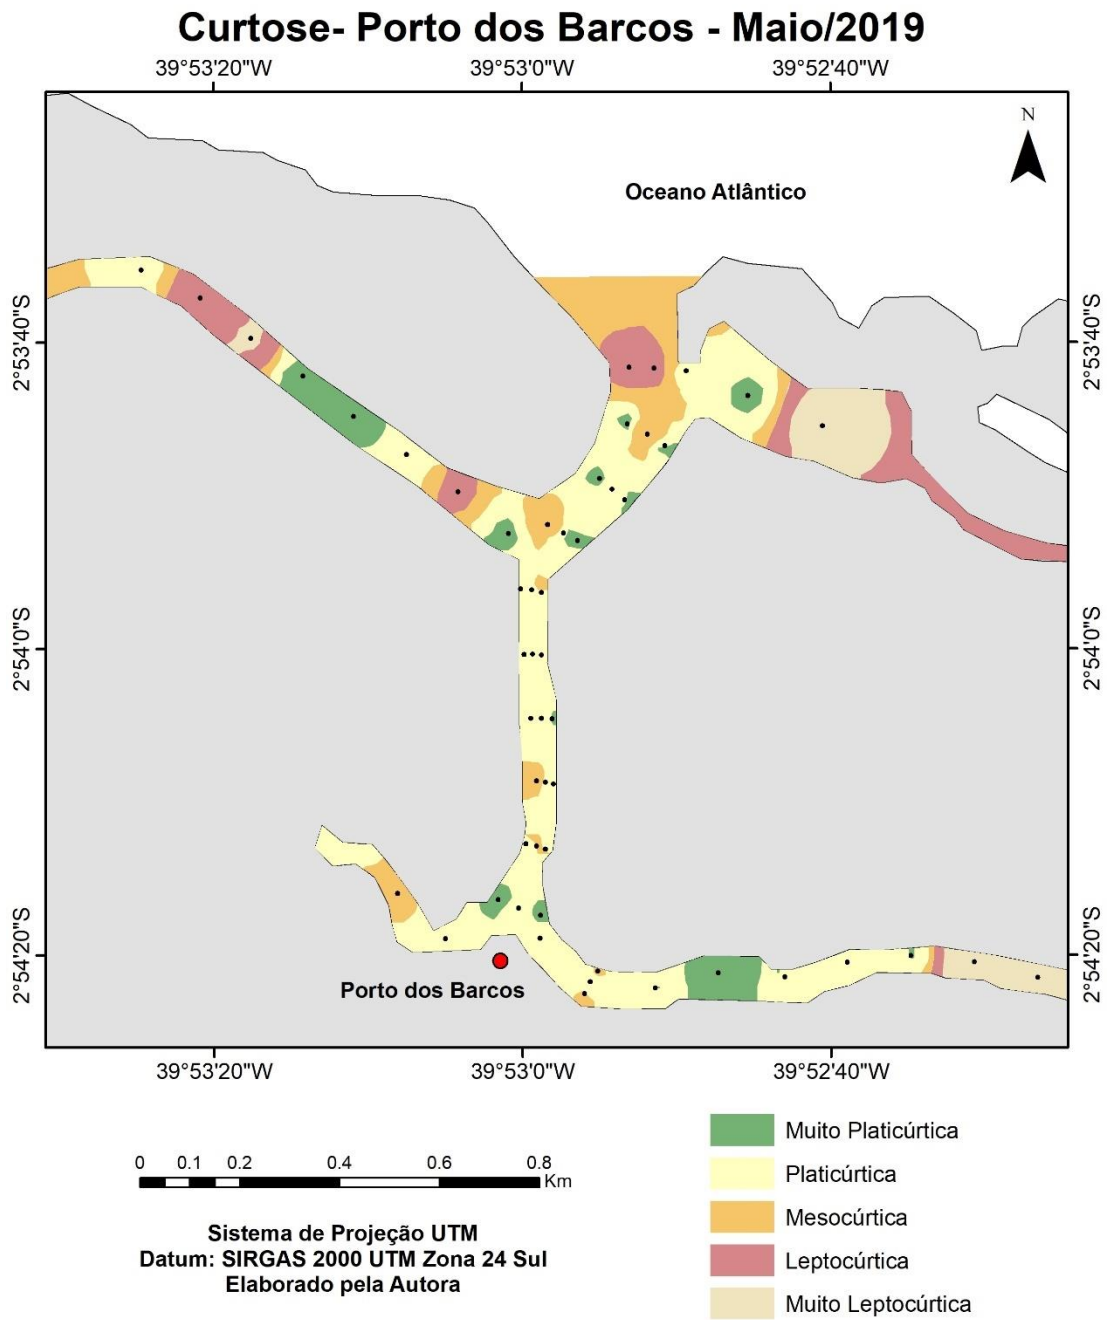 Curtose- Porto dos Barcos - Maio/2019
39°53'20"W 39°53'0"W 39°52'40"W
N
Oceano Atlântico
2°53'40"S 2°53'40"S
2°54'0"S 2°54'0"S
2°54'20"S 2°54'20"S
Porto dos Barcos
39°53'20"W 39°53'0"W 39°52'40"W
0 0.1 0.2 0.4 0.6 0.8
Km
Sistema de Projeção UTM
Datum: SIRGAS 2000 UTM Zona 24 Sul
Elaborado pela Autora
Muito Platicúrtica
Platicúrtica
Mesocúrtica
Leptocúrtica
Muito Leptocúrtica